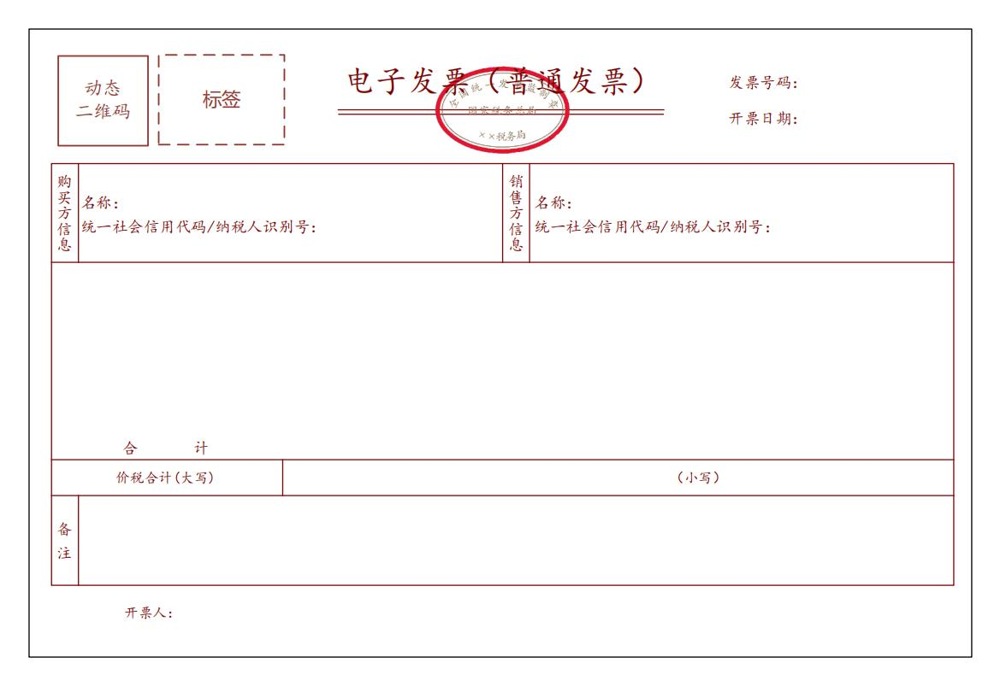 动态
二维码
标签
电子发票（普通发票）
全国统一发票监制章
国家税务总局
××税务局
发票号码：
开票日期：
购买方信息
名称：
统一社会信用代码/纳税人识别号：
销售方信息
名称：
统一社会信用代码/纳税人识别号：
合 计
价税合计(大写)
（小写）
备注
开票人：